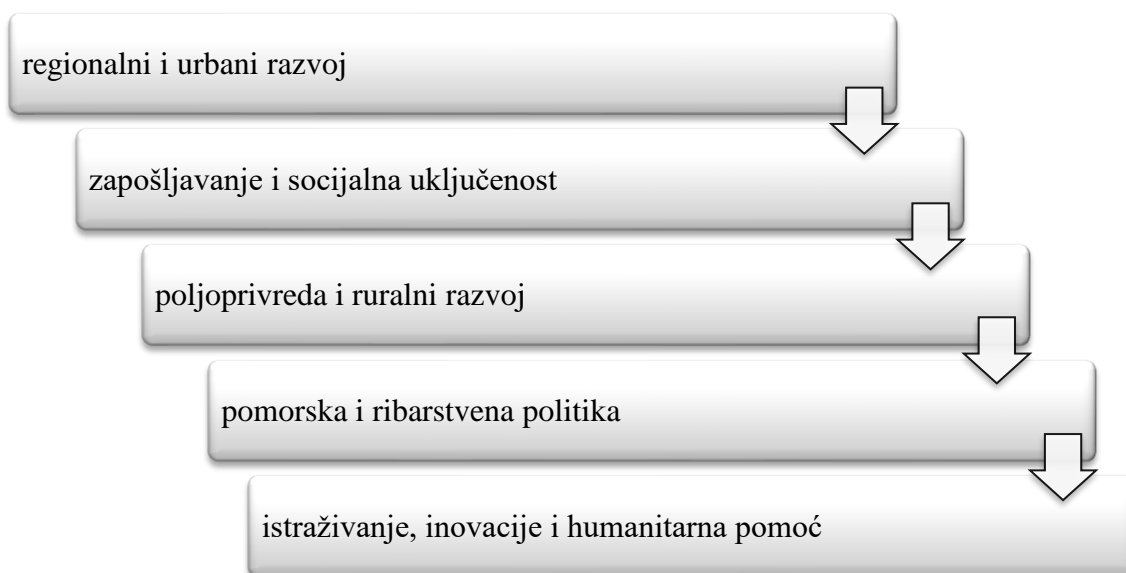 regionalni i urbani razvoj
zapošljavanje i socijalna uključenost
poljoprivreda i ruralni razvoj
pomorska i ribarstvena politika
istraživanje, inovacije i humanitarna pomoć